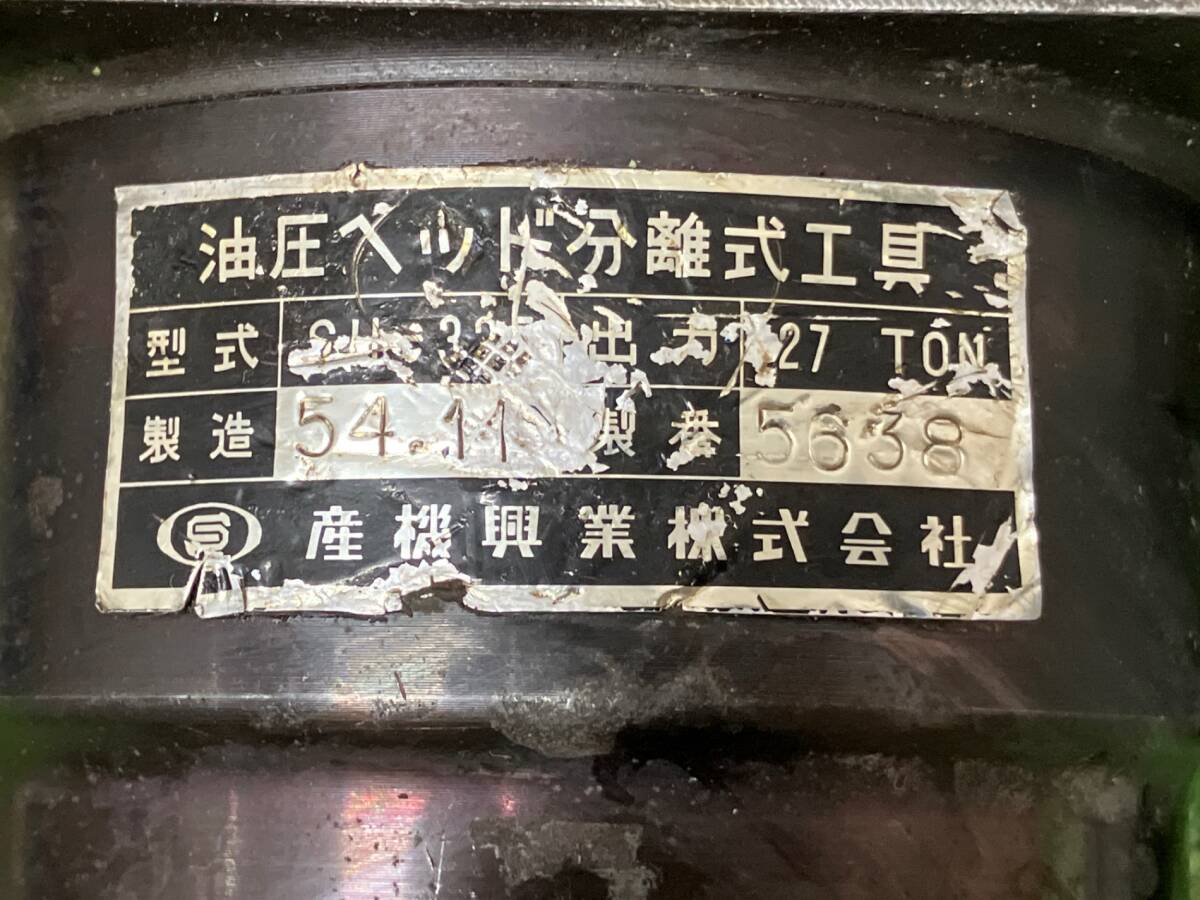 油圧ヘッド分離式工具
型式 出力 27 TON
製造 54.11 製番 5638
S 産機興業株式会社